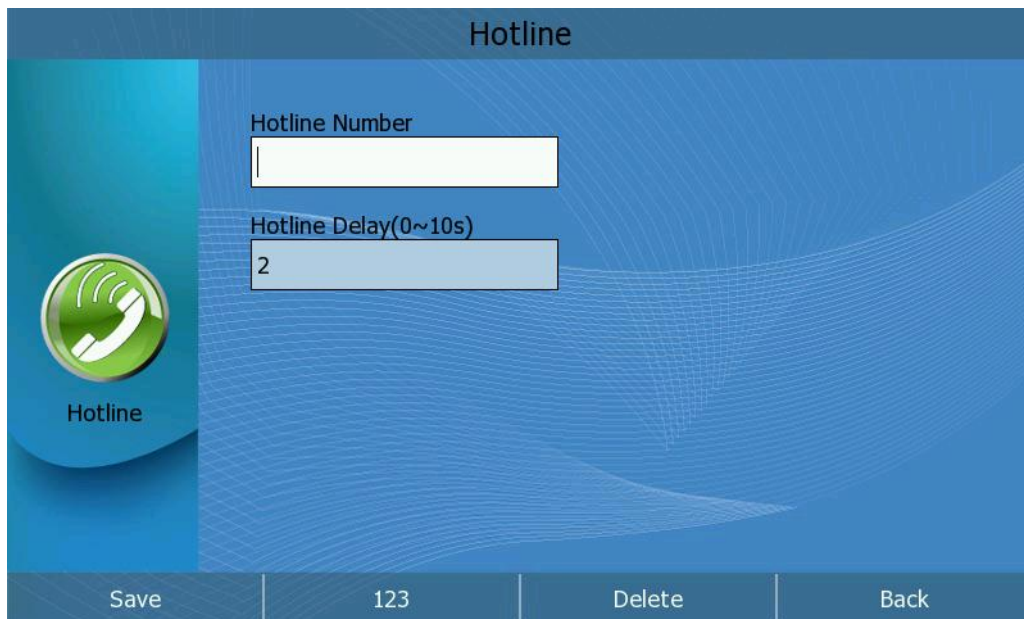 Hotline
Hotline Number
Hotline Delay(0~10s)
2
Hotline
Save 123 Delete Back